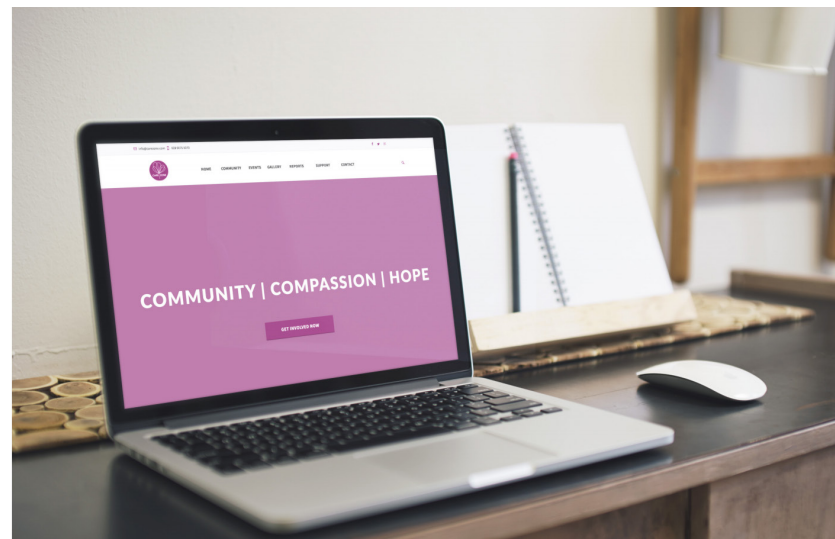 HOME COMMUNITY EVENTS GALLERY REPORTS SUPPORT CONTACT
COMMUNITY | COMPASSION | HOPE
GET INVOLVED NOW